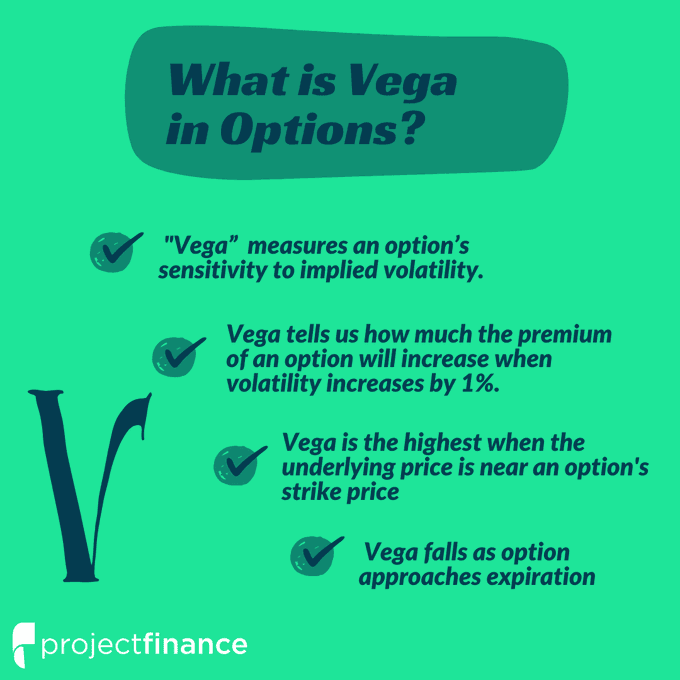 What is Vega
in Options?
"Vega” measures an option’s
sensitivity to implied volatility.
Vega tells us how much the premium
of an option will increase when
volatility increases by 1%.
Vega is the highest when the
underlying price is near an option's
strike price
Vega falls as option
approaches expiration
V
projectfinance